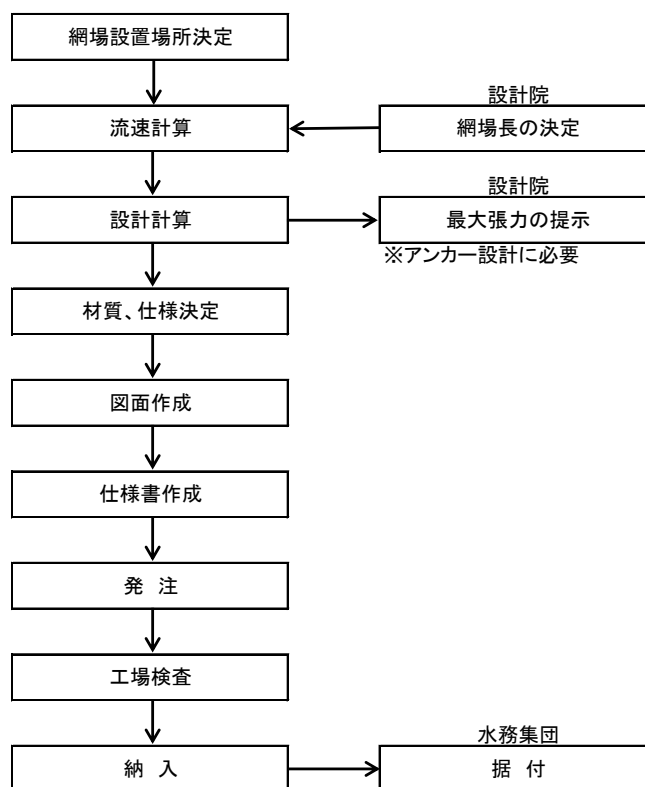 網場設置場所決定
設計院
流速計算
網場長の決定
設計院
設計計算
最大張力の提示
※アンカー設計に必要
材質、仕様決定
図面作成
仕様書作成
発 注
工場検査
水務集団
納 入
据 付